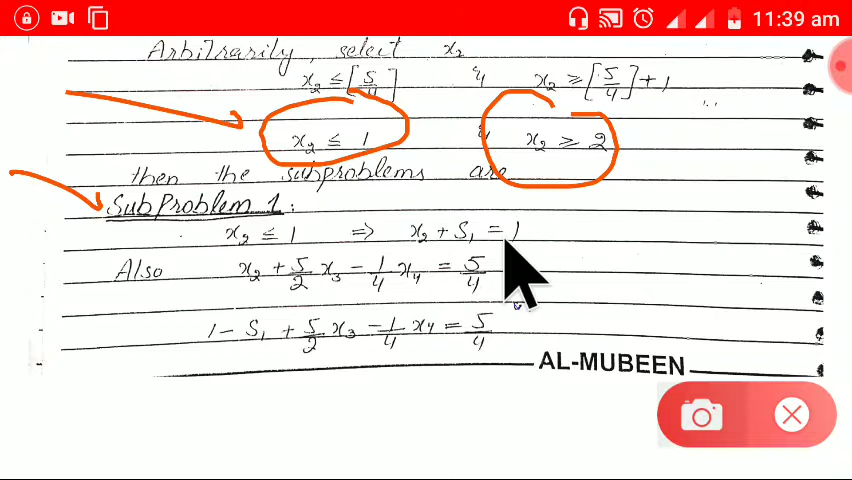 11:39 am
Arbitrarily, select x₂
x₂ ≤ [5/4] & x₂ ≥ [5/4] + 1
x₂ ≤ 1 & x₂ ≥ 2
then the subproblems are
SubProblem 1:
x₂ ≤ 1 ⇒ x₂ + S₁ = 1
Also x₂ + 5/2 x₃ - 1/4 x₄ = 5/4
1 - S₁ + 5/2 x₃ - 1/4 x₄ = 5/4
AL-MUBEEN